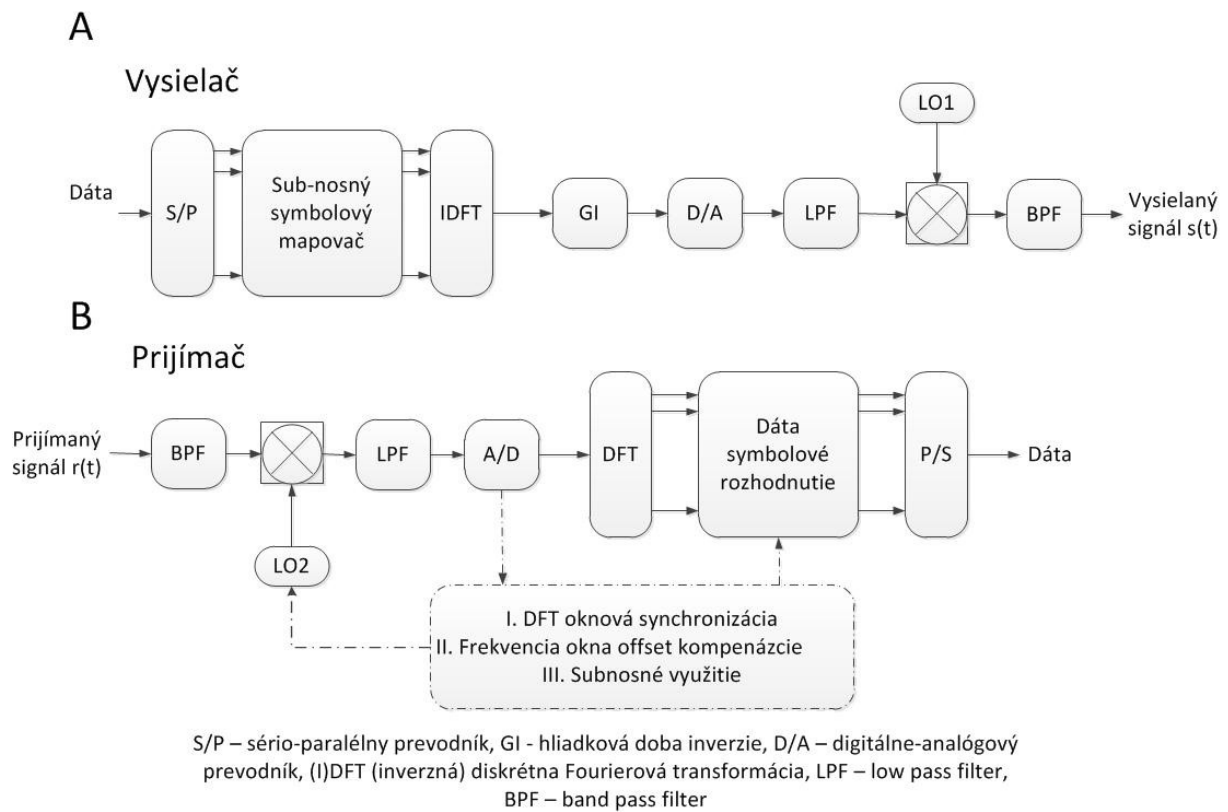 A
Vysielač
LO1
Dáta
S/P
Sub-nosný
symbolový
mapovač
IDFT
GI
D/A
LPF
BPF
Vysielaný
signál s(t)
B
Prijímač
Prijímaný
signál r(t)
BPF
LPF
A/D
DFT
Dáta
symbolové
rozhodnutie
P/S
Dáta
LO2
I. DFT oknová synchronizácia
II. Frekvencia okna offset kompenázcie
III. Subnosné využitie
S/P – sério-paralélny prevodník, GI - hliadková doba inverzie, D/A – digitálne-analógový
prevodník, (I)DFT (inverzná) diskrétna Fourierová transformácia, LPF – low pass filter,
BPF – band pass filter